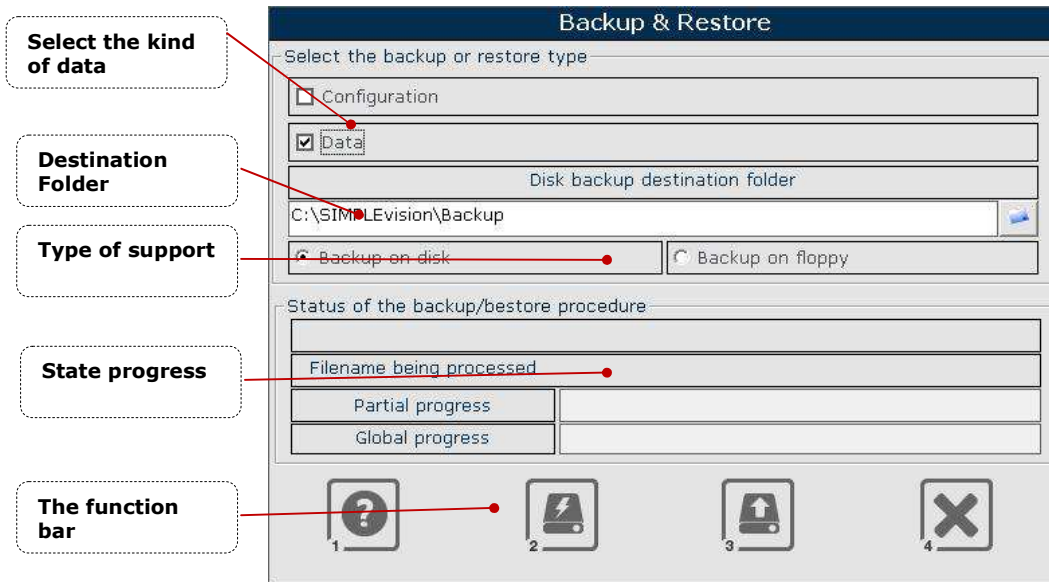 Backup & Restore
Select the kind
of data
Select the backup or restore type
Configuration
Data
Destination
Folder
Disk backup destination folder
C:\SIMPLEvision\Backup
Type of support
Backup on disk
Backup on floppy
Status of the backup/bestore procedure
State progress
Filename being processed
Partial progress
Global progress
The function
bar
1
2
3
4